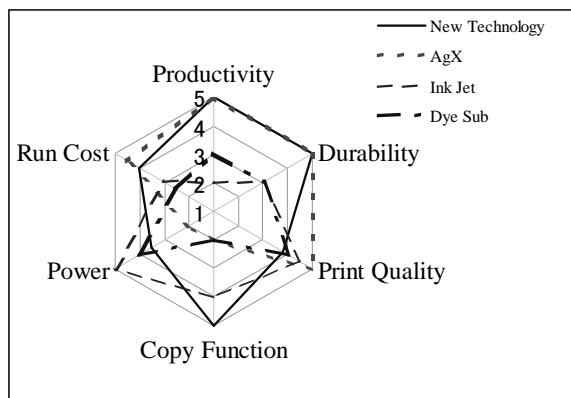 New Technology
AgX
Ink Jet
Dye Sub
Productivity
5
4
3
2
1
Run Cost
Durability
Power
Print Quality
Copy Function